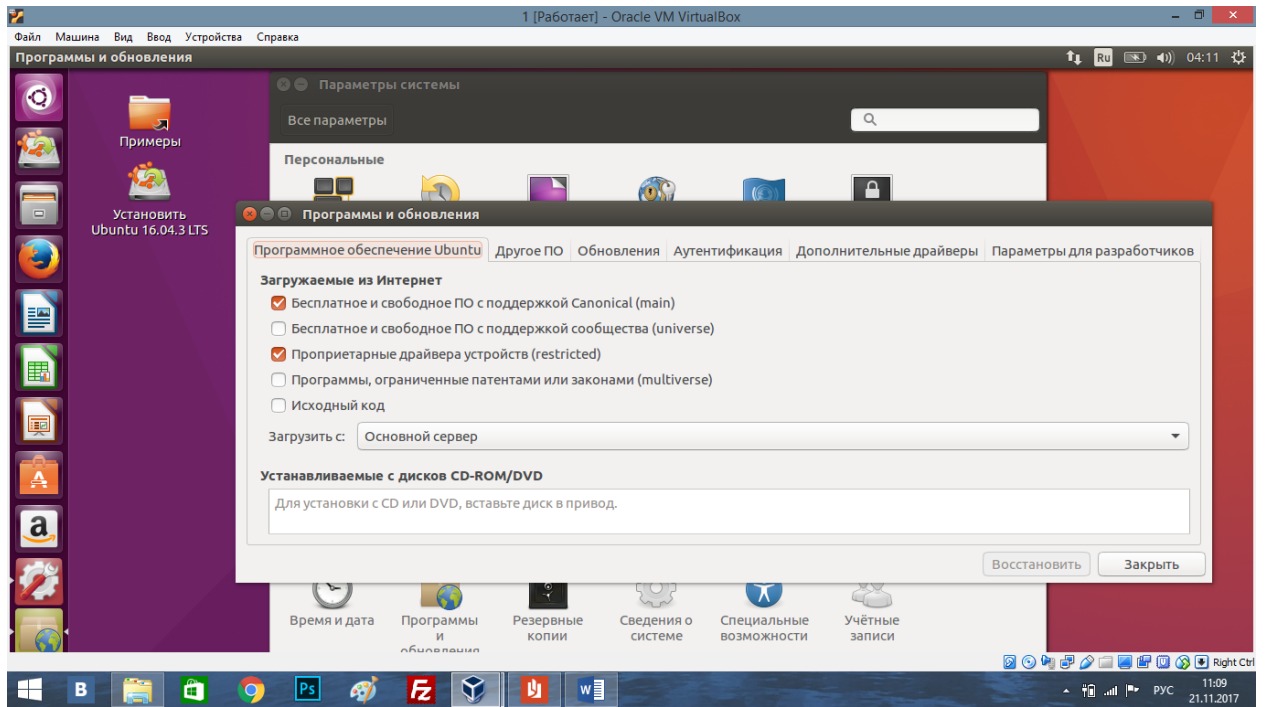 1 [Работает] - Oracle VM VirtualBox
Файл Машина Вид Ввод Устройства Справка
Программы и обновления
Ru
04:11
Параметры системы
Все параметры
Примеры
Персональные
Установить
Ubuntu 16.04.3 LTS
Программы и обновления
Программное обеспечение Ubuntu Другое ПО Обновления Аутентификация Дополнительные драйверы Параметры для разработчиков
Загружаемые из Интернет
Бесплатное и свободное ПО с поддержкой Canonical (main)
Бесплатное и свободное ПО с поддержкой сообщества (universe)
Проприетарные драйвера устройств (restricted)
Программы, ограниченные патентами или законами (multiverse)
Исходный код
Загрузить с: Основной сервер
Устанавливаемые с дисков CD-ROM/DVD
Для установки с CD или DVD, вставьте диск в привод.
Восстановить Закрыть
Время и дата
Программы
и
обновления
Резервные
копии
Сведения о
системе
Специальные
возможности
Учётные
записи
Right Ctrl
РУС
11:09
21.11.2017